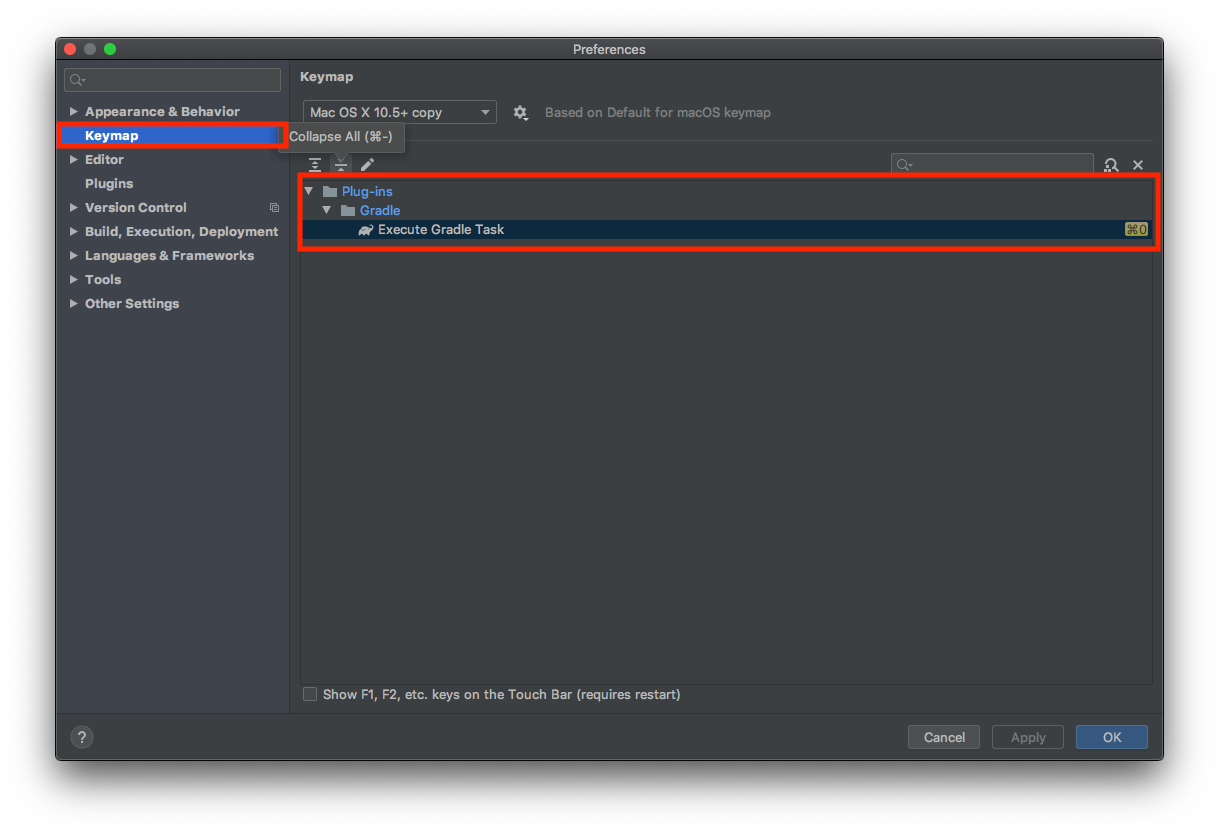 Preferences
Keymap
Appearance & Behavior
Mac OS X 10.5+ copy
Based on Default for macOS keymap
Keymap
Collapse All (⌘-)
Editor
Plugins
Version Control
Build, Execution, Deployment
Languages & Frameworks
Tools
Other Settings
Plug-ins
Gradle
Execute Gradle Task
⌘0
Show F1, F2, etc. keys on the Touch Bar (requires restart)
?
Cancel
Apply
OK